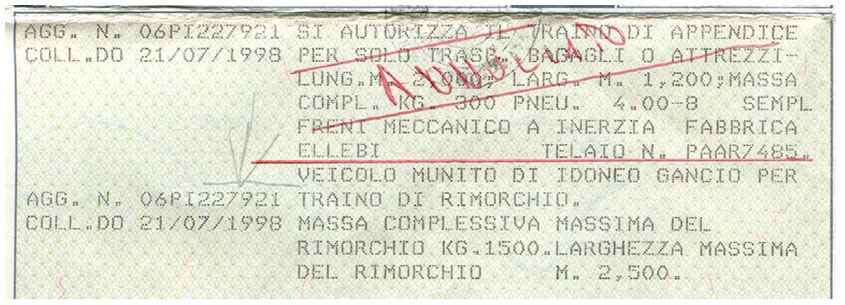 AGG. N. 06PI227921 SI AUTORIZZA IL TRAINO DI APPENDICE
COLL.DO 21/07/1998 PER SOLO TRASP. BAGAGLI O ATTREZZI-
LUNG.M. 2,000; LARG. M. 1,200;MASSA
COMPL. KG. 300 PNEU. 4.00-8 SEMPL
FRENI MECCANICO A INERZIA FABBRICA
ELLEBI TELAIO N. PAAR7485.
VEICOLO MUNITO DI IDONEO GANCIO PER
AGG. N. 06PI227921 TRAINO DI RIMORCHIO.
COLL.DO 21/07/1998 MASSA COMPLESSIVA MASSIMA DEL
RIMORCHIO KG.1500.LARGHEZZA MASSIMA
DEL RIMORCHIO M. 2,500.
Annullato